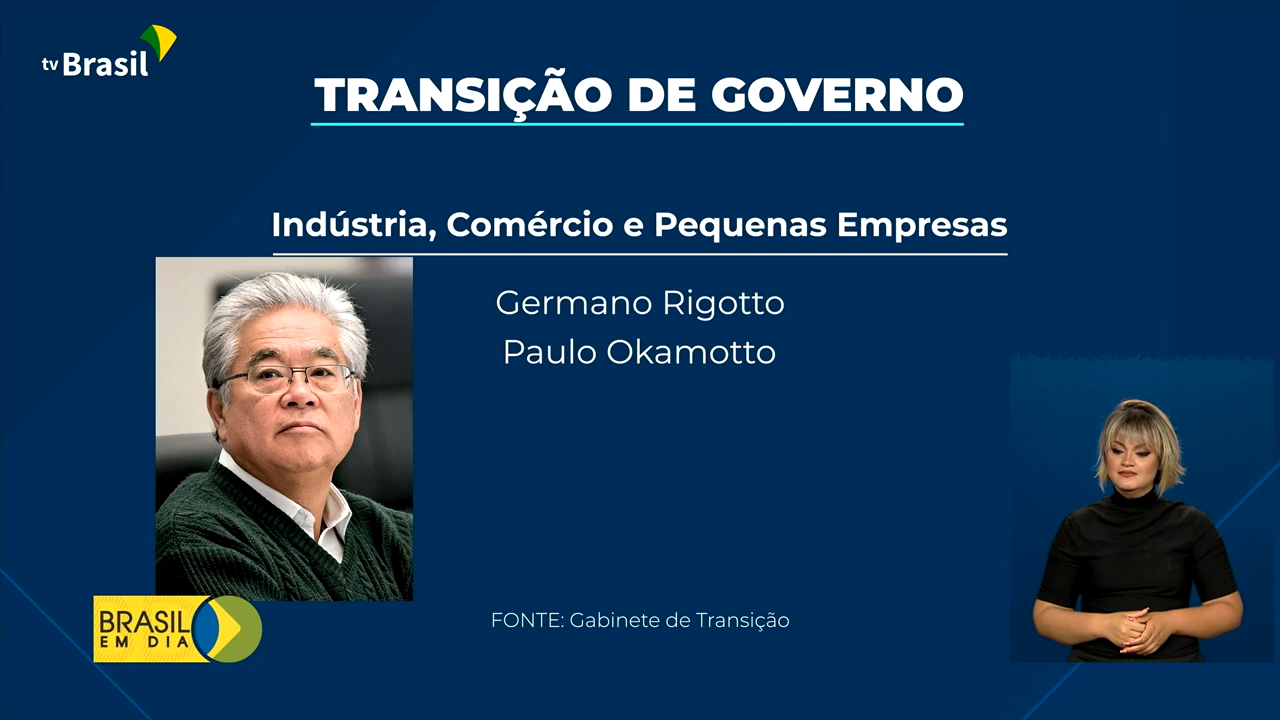 tv Brasil
TRANSIÇÃO DE GOVERNO
Indústria, Comércio e Pequenas Empresas
Germano Rigotto
Paulo Okamotto
FONTE: Gabinete de Transição
BRASIL
EM DIA